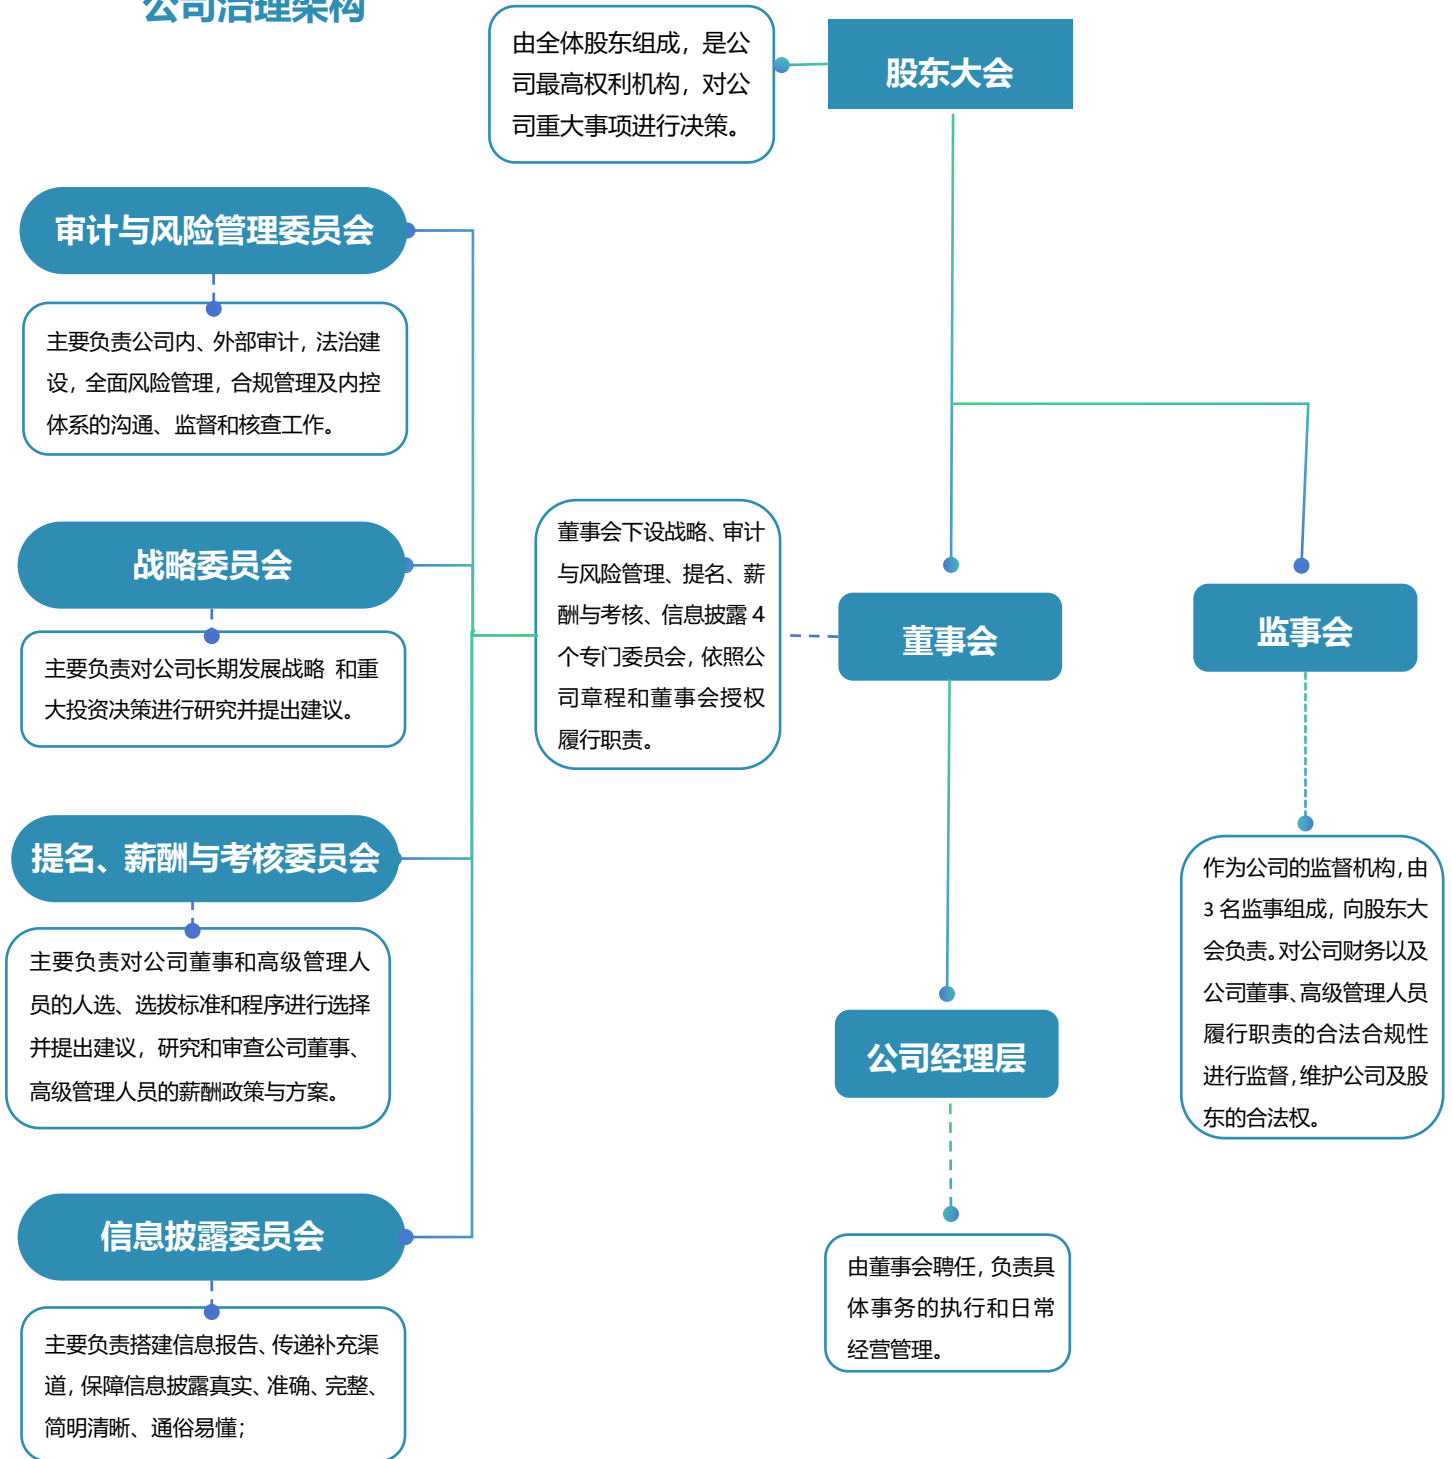 公司治理架构
由全体股东组成，是公
司最高权利机构，对公
司重大事项进行决策。
股东大会
审计与风险管理委员会
主要负责公司内、外部审计，法治建
设，全面风险管理，合规管理及内控
体系的沟通、监督和核查工作。
战略委员会
主要负责对公司长期发展战略 和重
大投资决策进行研究并提出建议。
提名、薪酬与考核委员会
主要负责对公司董事和高级管理人
员的人选、选拔标准和程序进行选择
并提出建议，研究和审查公司董事、
高级管理人员的薪酬政策与方案。
信息披露委员会
主要负责搭建信息报告、传递补充渠
道，保障信息披露真实、准确、完整、
简明清晰、通俗易懂；
董事会下设战略、审计
与风险管理、提名、薪
酬与考核、信息披露 4
个专门委员会，依照公
司章程和董事会授权
履行职责。
董事会
监事会
作为公司的监督机构，由
3 名监事组成，向股东大
会负责。对公司财务以及
公司董事、高级管理人员
履行职责的合法合规性
进行监督，维护公司及股
东的合法权。
公司经理层
由董事会聘任，负责具
体事务的执行和日常
经营管理。